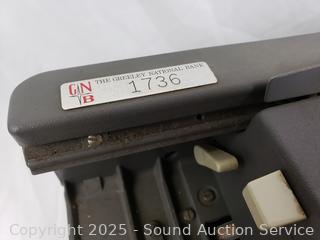 GN
B
THE GREELEY NATIONAL BANK
1736
Copyright 2025 - Sound Auction Service